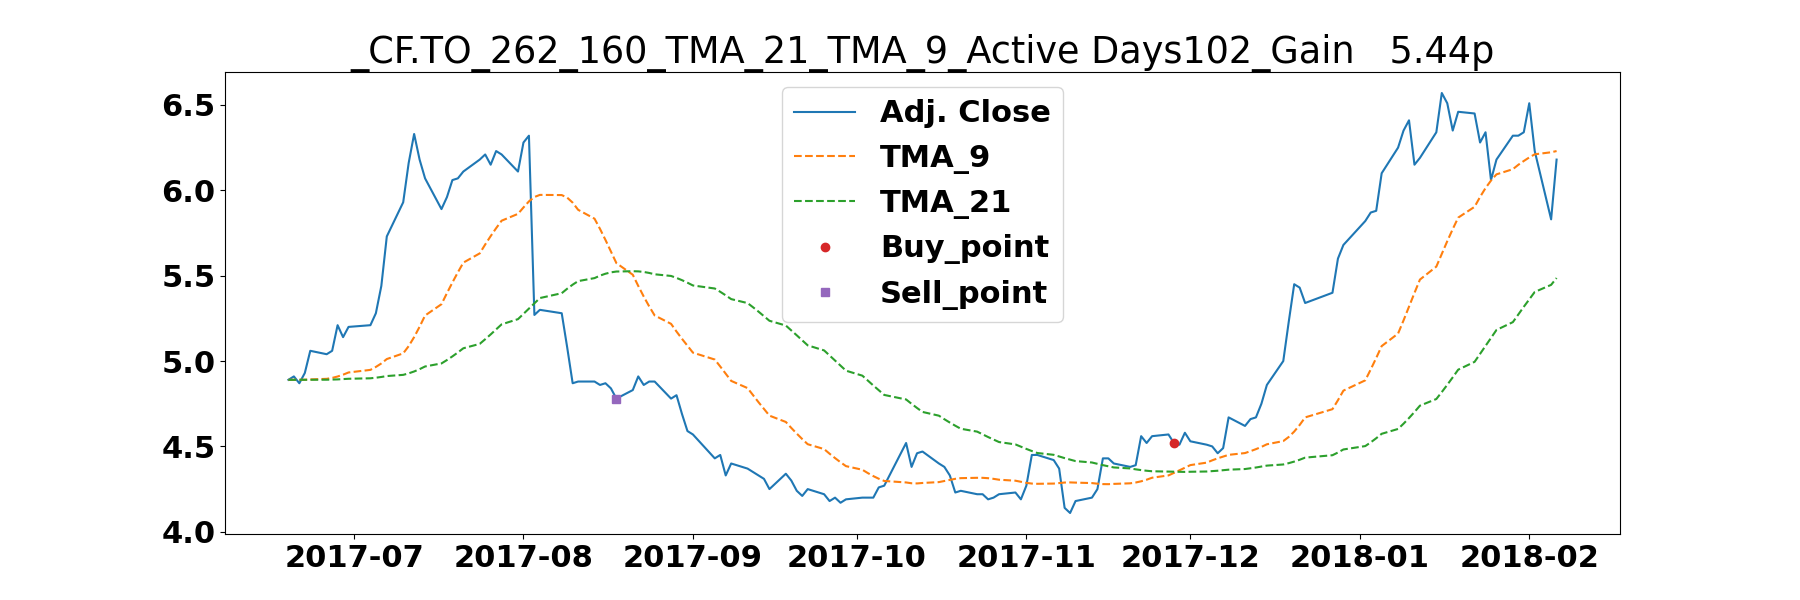 _CF.TO_262_160_TMA_21_TMA_9_Active Days102_Gain   5.44p
6.5
6.0
5.5
5.0
4.5
4.0
Adj. Close
TMA_9
TMA_21
Buy_point
Sell_point
2017-07 2017-08 2017-09 2017-10 2017-11 2017-12 2018-01 2018-02